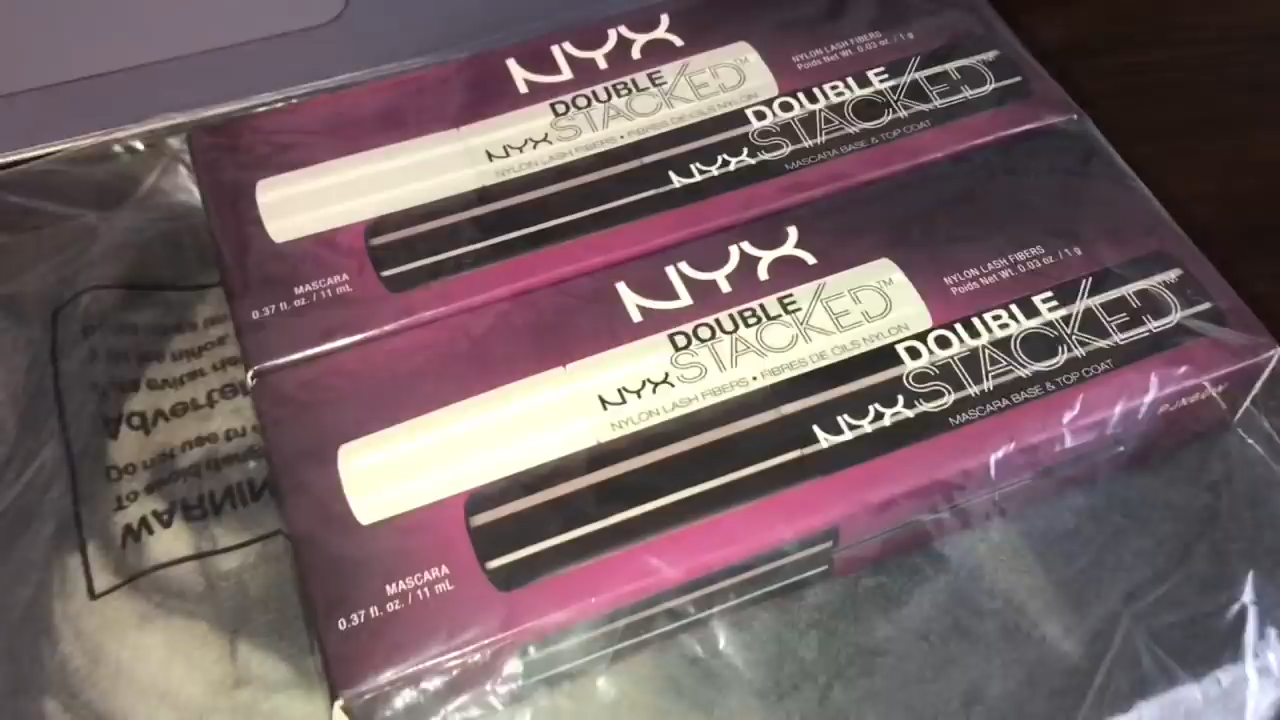 NYX
DOUBLE
STACKED™
NYX
NYLON LASH FIBERS • FIBRES DE CILS NYLON
NYLON LASH FIBERS
Poids Net Wt. 0.03 oz. / 1 g
DOUBLE
STACKED™
NYX
MASCARA BASE & TOP COAT
MASCARA
0.37 fl. oz. / 11 mL
NYX
DOUBLE
STACKED™
NYX
NYLON LASH FIBERS • FIBRES DE CILS NYLON
NYLON LASH FIBERS
Poids Net Wt. 0.03 oz. / 1 g
DOUBLE
STACKED™
NYX
MASCARA BASE & TOP COAT
MASCARA
0.37 fl. oz. / 11 mL
WARNIN
Do not use